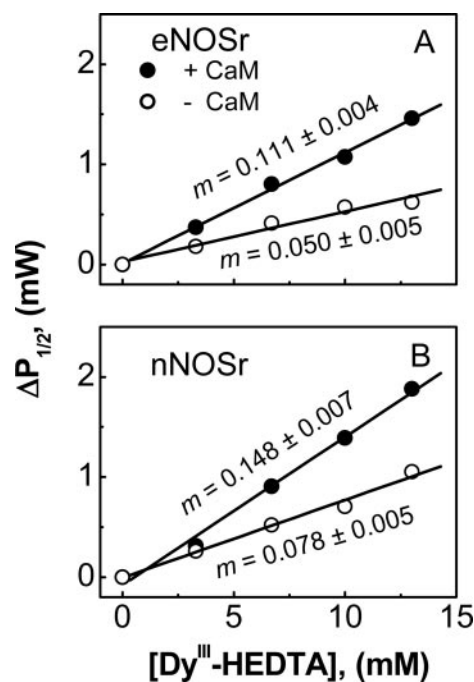 eNOSr
A
● + CaM
○ - CaM
2
1
0
m = 0.111 ± 0.004
m = 0.050 ± 0.005
ΔP1/2, (mW)
nNOSr
B
2
1
0
m = 0.148 ± 0.007
m = 0.078 ± 0.005
0 5 10 15
[DyIII-HEDTA], (mM)